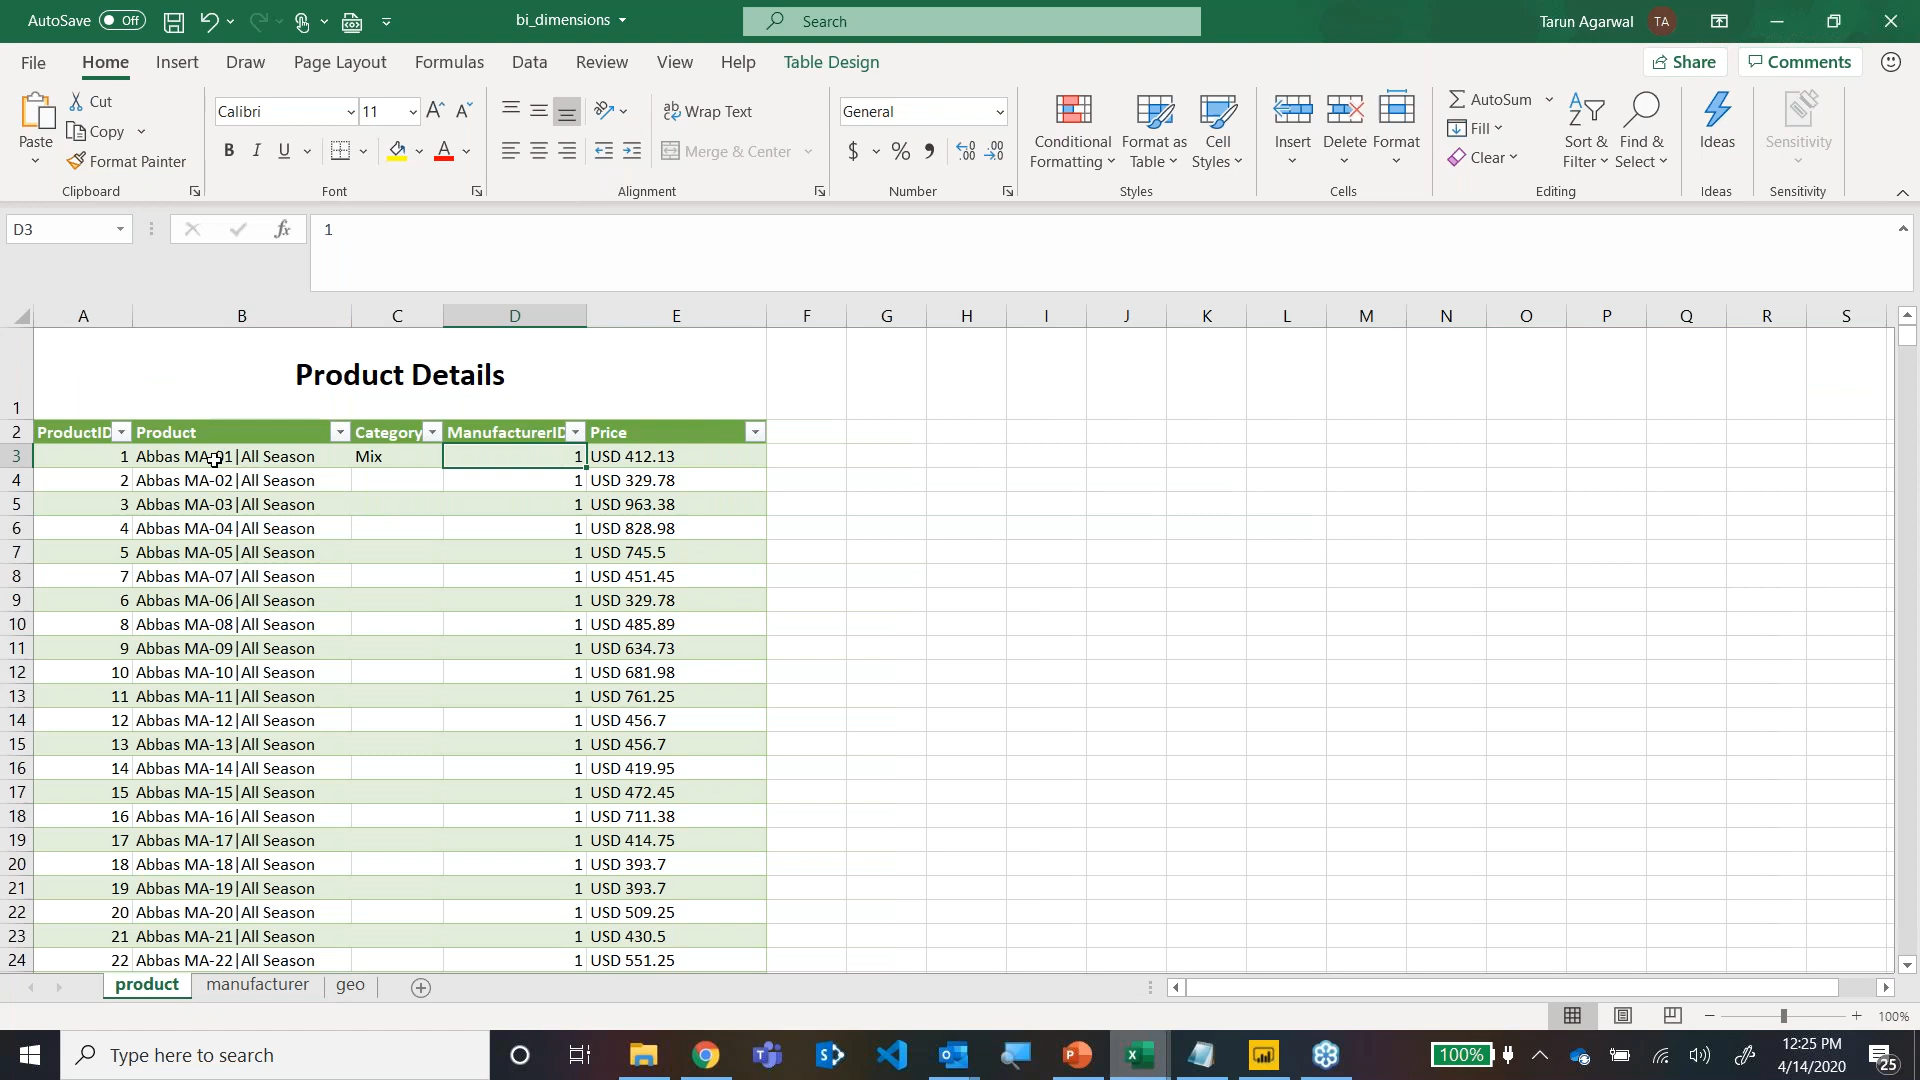 AutoSave Off bi_dimensions Search Tarun Agarwal TA
File Home Insert Draw Page Layout Formulas Data Review View Help Table Design Share Comments
Cut Calibri 11 Wrap Text General AutoSum
Copy Fill
Paste Conditional Format as Cell Insert Delete Format Sort & Find & Ideas Sensitivity
Format Painter B I U Merge & Center $ % Formatting Table Styles Clear Filter Select
Clipboard Font Alignment Number Styles Cells Editing Ideas Sensitivity
D3 fx 1
A B C D E F G H I J K L M N O P Q R S
1 Product Details
2 ProductID Product Category ManufacturerID Price
3 1 Abbas MA-01|All Season Mix 1 USD 412.13
4 2 Abbas MA-02|All Season 1 USD 329.78
5 3 Abbas MA-03|All Season 1 USD 963.38
6 4 Abbas MA-04|All Season 1 USD 828.98
7 5 Abbas MA-05|All Season 1 USD 745.5
8 7 Abbas MA-07|All Season 1 USD 451.45
9 6 Abbas MA-06|All Season 1 USD 329.78
10 8 Abbas MA-08|All Season 1 USD 485.89
11 9 Abbas MA-09|All Season 1 USD 634.73
12 10 Abbas MA-10|All Season 1 USD 681.98
13 11 Abbas MA-11|All Season 1 USD 761.25
14 12 Abbas MA-12|All Season 1 USD 456.7
15 13 Abbas MA-13|All Season 1 USD 456.7
16 14 Abbas MA-14|All Season 1 USD 419.95
17 15 Abbas MA-15|All Season 1 USD 472.45
18 16 Abbas MA-16|All Season 1 USD 711.38
19 17 Abbas MA-17|All Season 1 USD 414.75
20 18 Abbas MA-18|All Season 1 USD 393.7
21 19 Abbas MA-19|All Season 1 USD 393.7
22 20 Abbas MA-20|All Season 1 USD 509.25
23 21 Abbas MA-21|All Season 1 USD 430.5
24 22 Abbas MA-22|All Season 1 USD 551.25
product manufacturer geo
100%
Type here to search 100% 12:25 PM
4/14/2020 25